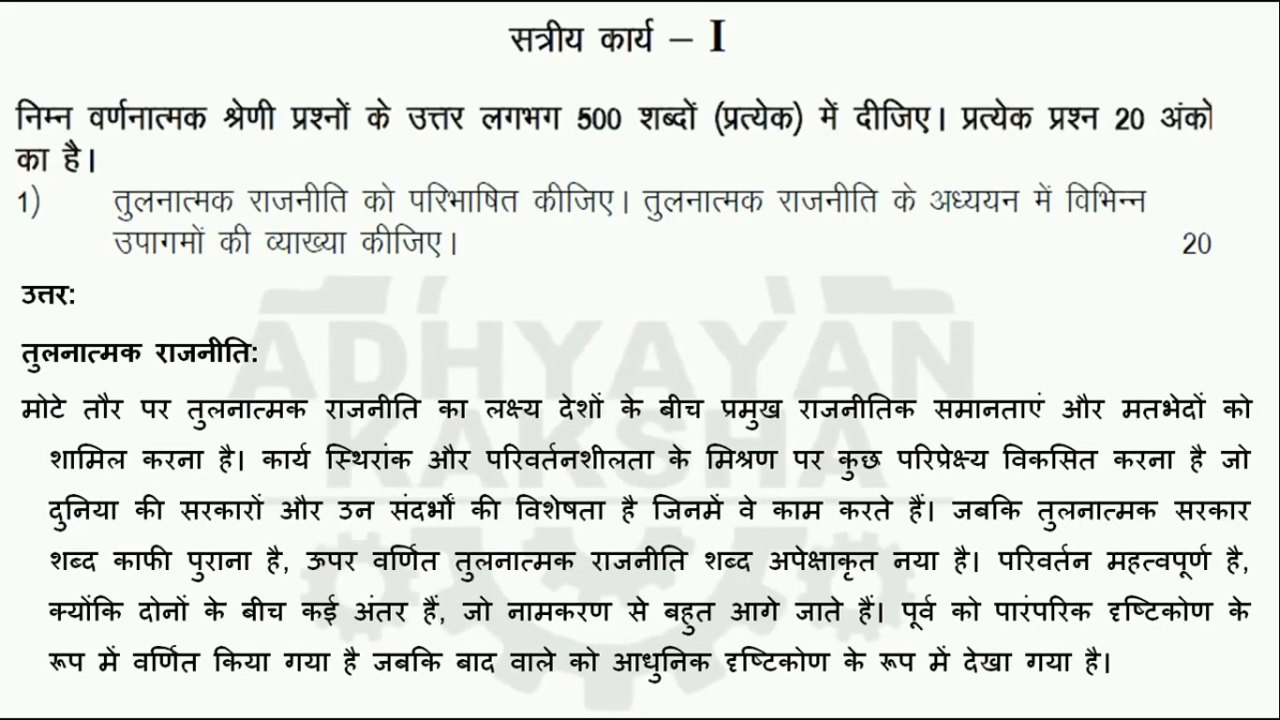 सत्रीय कार्य – I
निम्न वर्णनात्मक श्रेणी प्रश्नों के उत्तर लगभग 500 शब्दों (प्रत्येक) में दीजिए। प्रत्येक प्रश्न 20 अंको
का है।
1) तुलनात्मक राजनीति को परिभाषित कीजिए। तुलनात्मक राजनीति के अध्ययन में विभिन्न
उपागमों की व्याख्या कीजिए। 20
उत्तर:
ADHYAYAN
KAKSHA
तुलनात्मक राजनीति:
मोटे तौर पर तुलनात्मक राजनीति का लक्ष्य देशों के बीच प्रमुख राजनीतिक समानताएं और मतभेदों को
शामिल करना है। कार्य स्थिरांक और परिवर्तनशीलता के मिश्रण पर कुछ परिप्रेक्ष्य विकसित करना है जो
दुनिया की सरकारों और उन संदर्भों की विशेषता है जिनमें वे काम करते हैं। जबकि तुलनात्मक सरकार
शब्द काफी पुराना है, ऊपर वर्णित तुलनात्मक राजनीति शब्द अपेक्षाकृत नया है। परिवर्तन महत्वपूर्ण है,
क्योंकि दोनों के बीच कई अंतर हैं, जो नामकरण से बहुत आगे जाते हैं। पूर्व को पारंपरिक दृष्टिकोण के
रूप में वर्णित किया गया है जबकि बाद वाले को आधुनिक दृष्टिकोण के रूप में देखा गया है।